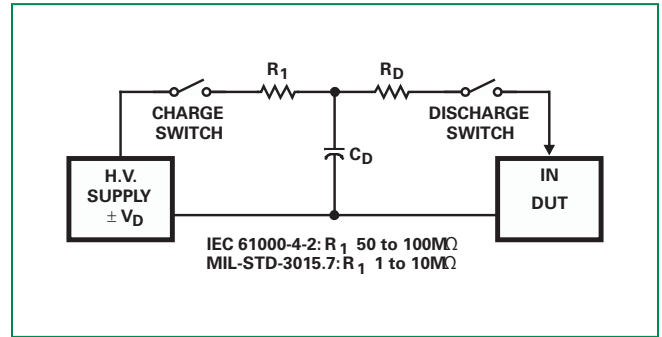 R1
RD
CHARGE
SWITCH
DISCHARGE
SWITCH
CD
H.V.
SUPPLY
± VD
IN
DUT
IEC 61000-4-2: R1 50 to 100MΩ
MIL-STD-3015.7: R1 1 to 10MΩ